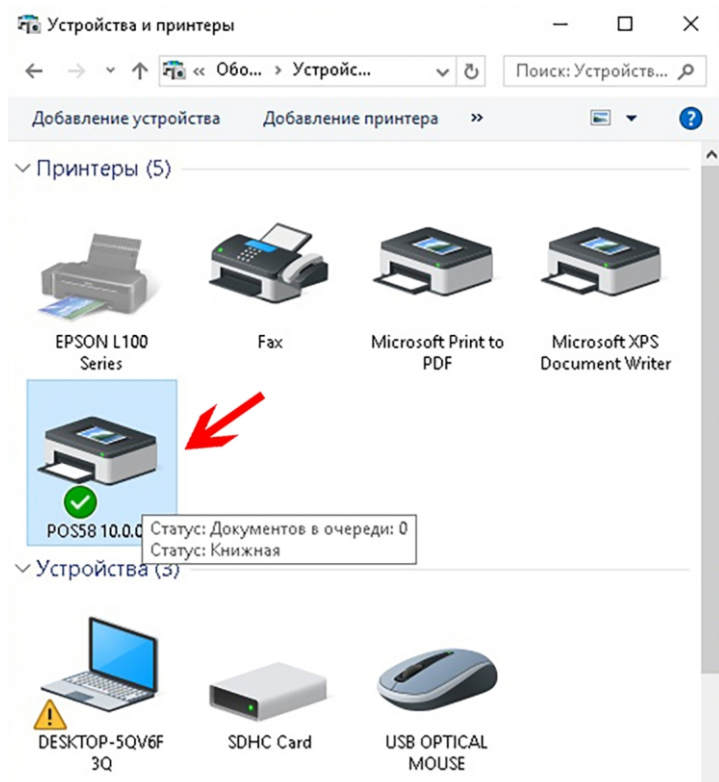 Устройства и принтеры
« Обо... › Устройс...
Поиск: Устройств...
Добавление устройства Добавление принтера »
Принтеры (5)
EPSON L100
Series
Fax
Microsoft Print to
PDF
Microsoft XPS
Document Writer
POS58 10.0.0
Статус: Документов в очереди: 0
Статус: Книжная
Устройства (3)
DESKTOP-5QV6F
3Q
SDHC Card
USB OPTICAL
MOUSE